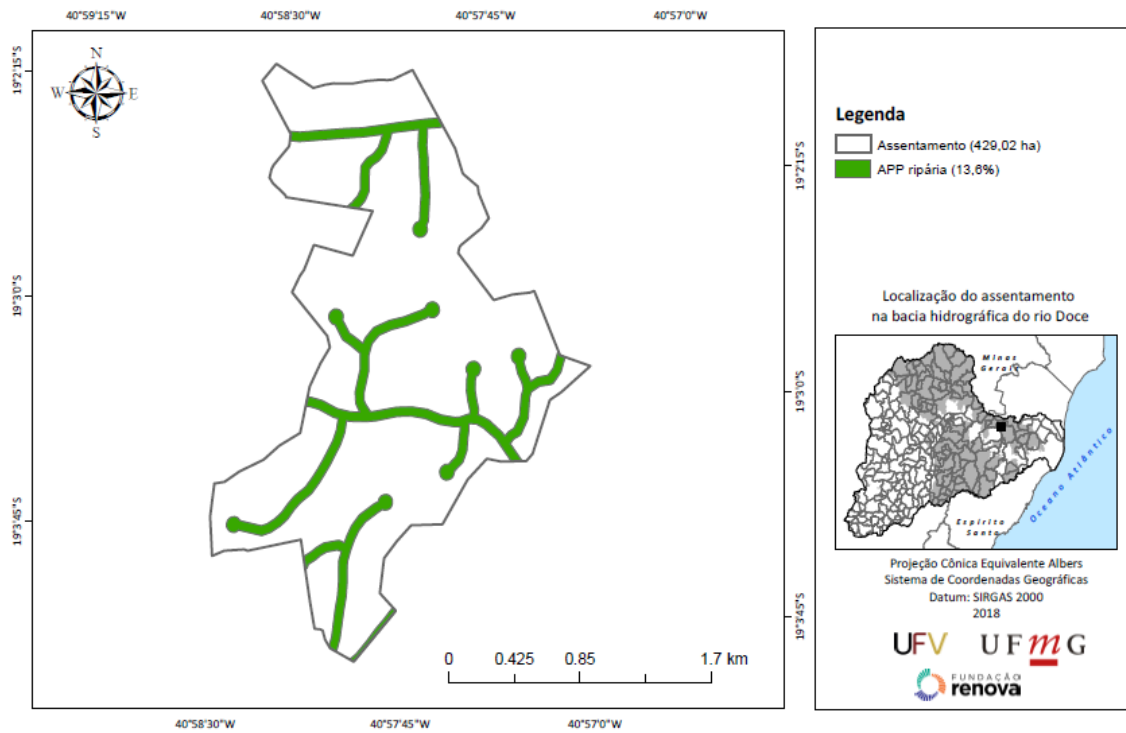 40°59'15"W 40°58'30"W 40°57'45"W 40°57'0"W
19°2'15"S
N
W E
S
19°2'15"S
19°3'0"S
19°3'0"S
19°3'45"S
19°3'45"S
0 0.425 0.85 1.7 km
40°58'30"W 40°57'45"W 40°57'0"W
Legenda
Assentamento (429,02 ha)
APP ripária (13,6%)
Localização do assentamento
na bacia hidrográfica do rio Doce
Minas
Gerais
Oceano Atlântico
Espírito
Santo
Projeção Cônica Equivalente Albers
Sistema de Coordenadas Geográficas
Datum: SIRGAS 2000
2018
UFV UFmG
FUNDAÇÃO
renova